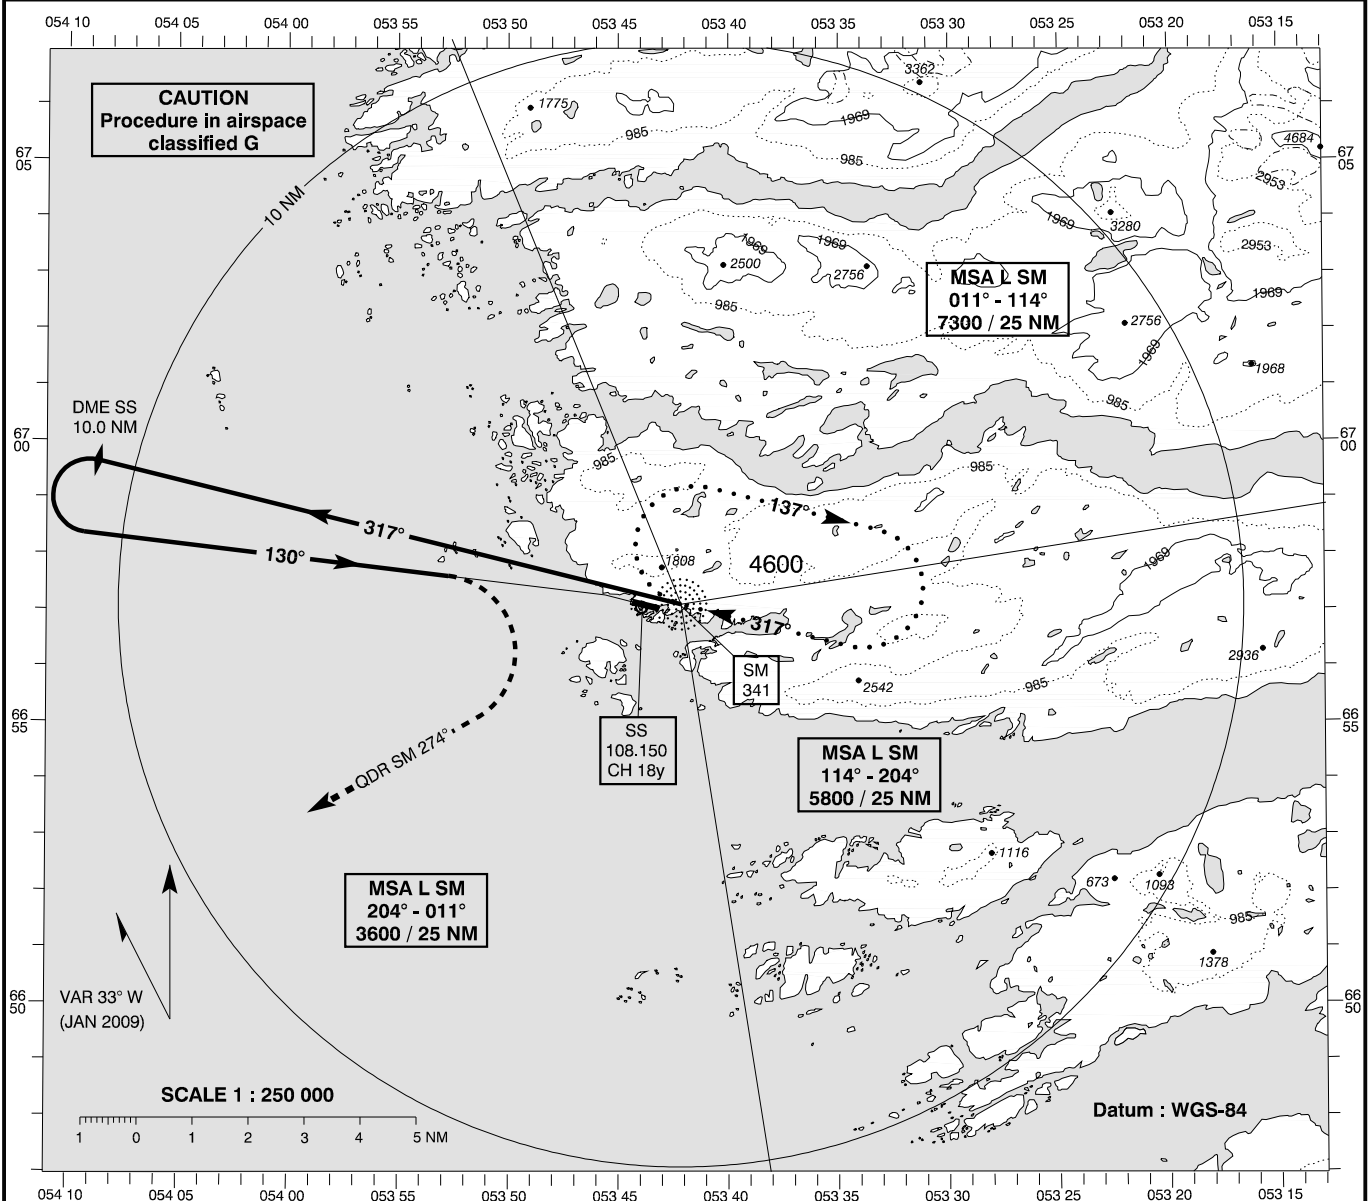 054 10 054 05 054 00 053 55 053 50 053 45 053 40 053 35 053 30 053 25 053 20 053 15
CAUTION
Procedure in airspace
classified G
3362
1775
1969
985
985
4684
67
05
67
05
2953
10 NM
1969
3280
1969
1969
2953
2500
2756
MSA L SM
011° - 114°
7300 / 25 NM
1969
985
2756
1969
1968
985
DME SS
10.0 NM
67
00
67
00
985
985
137°
317°
130°
1808
4600
1969
317°
SM
341
2936
2542
985
66
55
66
55
SS
108.150
CH 18y
QDR SM 274°
MSA L SM
114° - 204°
5800 / 25 NM
1116
673
1093
985
MSA L SM
204° - 011°
3600 / 25 NM
1378
VAR 33° W
(JAN 2009)
66
50
66
50
SCALE 1 : 250 000
1 0 1 2 3 4 5 NM
Datum : WGS-84
054 10 054 05 054 00 053 55 053 50 053 45 053 40 053 35 053 30 053 25 053 20 053 15